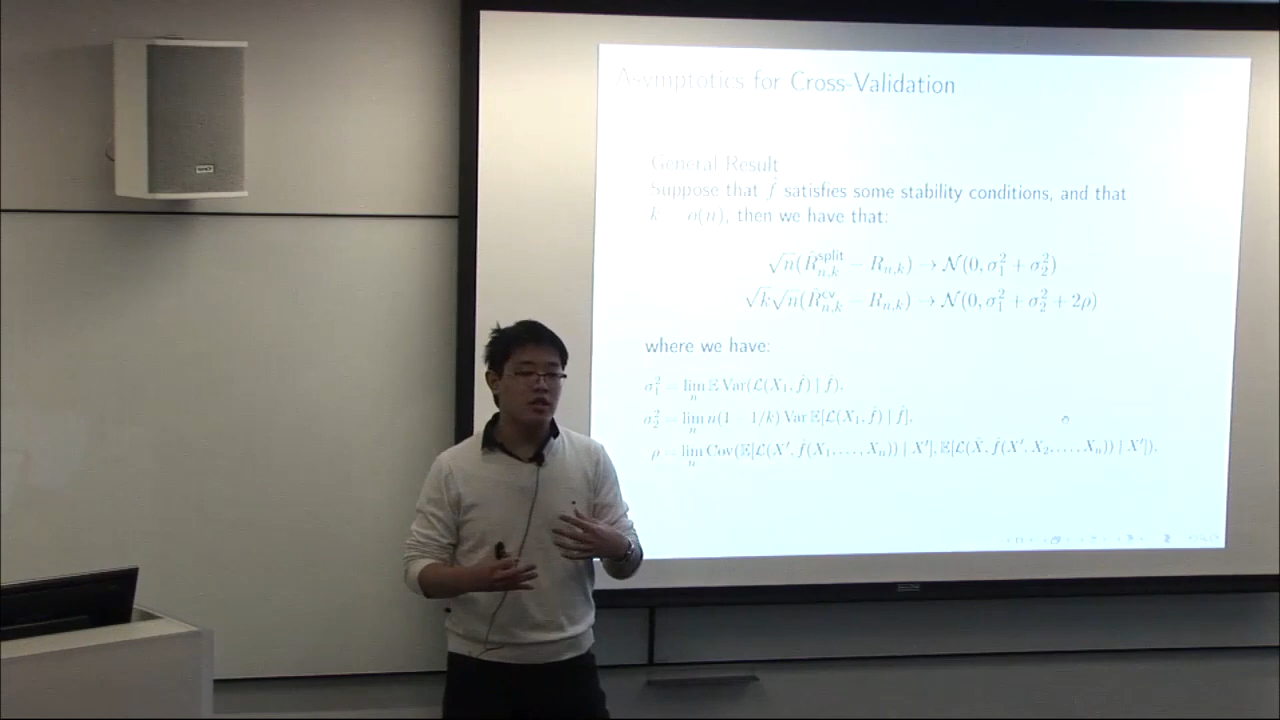 Asymptotics for Cross-Validation
General Result
Suppose that f̂ satisfies some stability conditions, and that
k = o(n), then we have that:
√n(R̂^split_{n,k} − R_{n,k}) → N(0, σ₁² + σ₂²)
√k√n(R̂^cv_{n,k} − R_{n,k}) → N(0, σ₁² + σ₂² + 2ρ)
where we have:
σ₁² = lim_n 𝔼 Var(ℒ(X₁, f̂) | f̂),
σ₂² = lim_n n(1 − 1/k) Var 𝔼[ℒ(X₁, f̂) | f̂],
ρ = lim_n Cov(𝔼[ℒ(X′, f̂(X₁, …, X_n)) | X′], 𝔼[ℒ(X̃, f̂(X′, X₂, …, X_n)) | X′]).